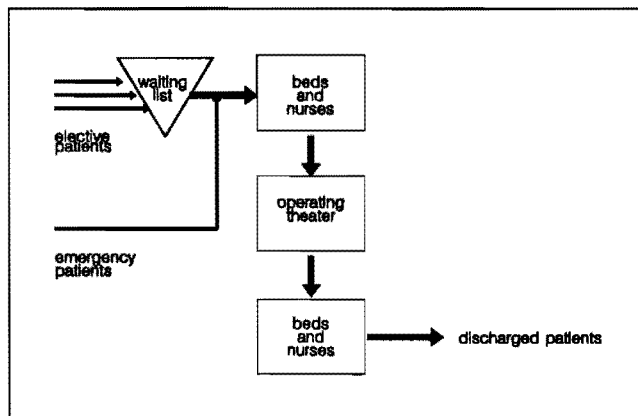 waiting
list
elective
patients
emergency
patients
beds
and
nurses
operating
theater
beds
and
nurses
discharged patients